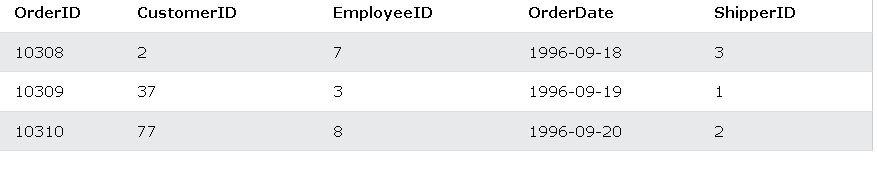 OrderID CustomerID EmployeeID OrderDate ShipperID
10308 2 7 1996-09-18 3
10309 37 3 1996-09-19 1
10310 77 8 1996-09-20 2